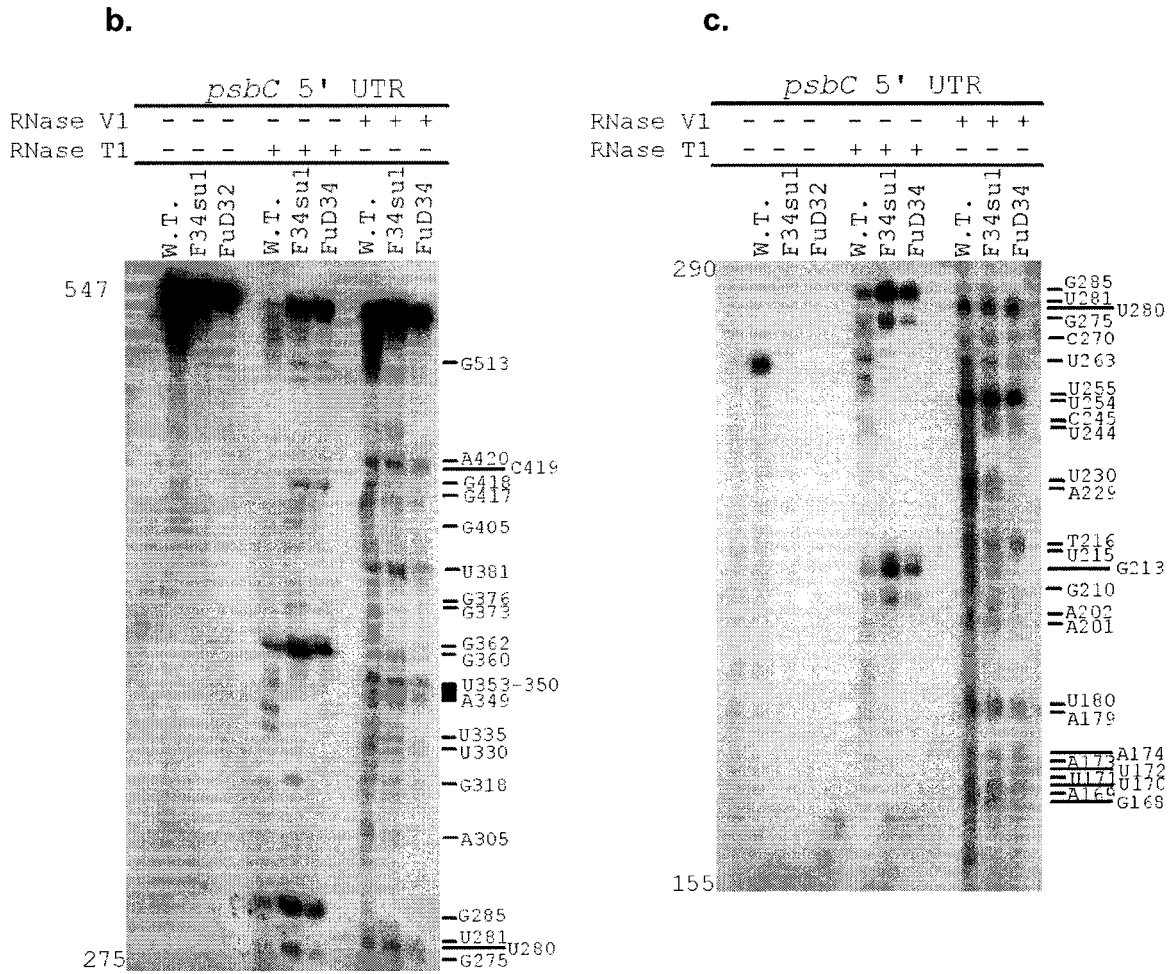 b.
psbC 5' UTR
RNase V1 - - - - - - + + +
RNase T1 - - - + + + - - -
W.T. F34su1 FuD32 W.T. F34su1 FuD34 W.T. F34su1 FuD34
547
G513
A420
C419
G418
G417
G405
U381
G376
G373
G362
G360
U353-350
A349
U335
U330
G318
A305
G285
U281
U280
G275
275
c.
psbC 5' UTR
RNase V1 - - - - - - + + +
RNase T1 - - - + + + - - -
W.T. F34su1 FuD32 W.T. F34su1 FuD34 W.T. F34su1 FuD34
290
G285
U281
U280
G275
C270
U263
U255
U254
C245
U244
U230
A229
T216
U215
G213
G210
A202
A201
U180
A179
A174
A173
U172
U171
U170
A169
G168
155